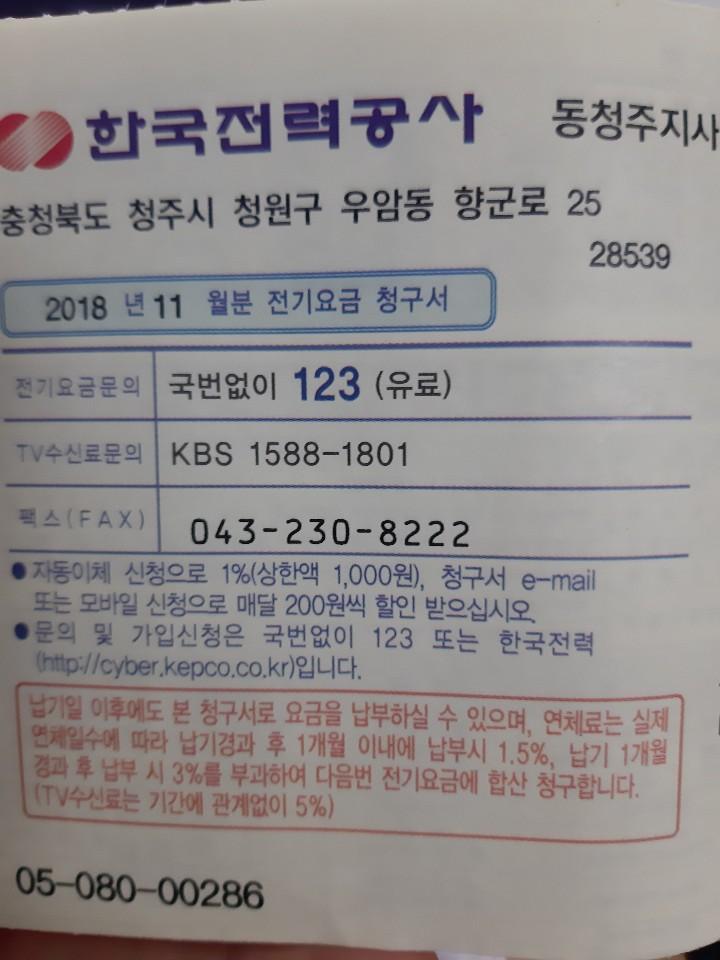 한국전력공사 동청주지사
충청북도 청주시 청원구 우암동 향군로 25
28539
2018 년 11 월분 전기요금 청구서
전기요금문의 국번없이 123 (유료)
TV수신료문의 KBS 1588-1801
팩스(FAX) 043-230-8222
●자동이체 신청으로 1%(상한액 1,000원), 청구서 e-mail
또는 모바일 신청으로 매달 200원씩 할인 받으십시오.
●문의 및 가입신청은 국번없이 123 또는 한국전력
(http://cyber.kepco.co.kr)입니다.
납기일 이후에도 본 청구서로 요금을 납부하실 수 있으며, 연체료는 실제
연체일수에 따라 납기경과 후 1개월 이내에 납부시 1.5%, 납기 1개월
경과 후 납부 시 3%를 부과하여 다음번 전기요금에 합산 청구합니다.
(TV수신료는 기간에 관계없이 5%)
05-080-00286